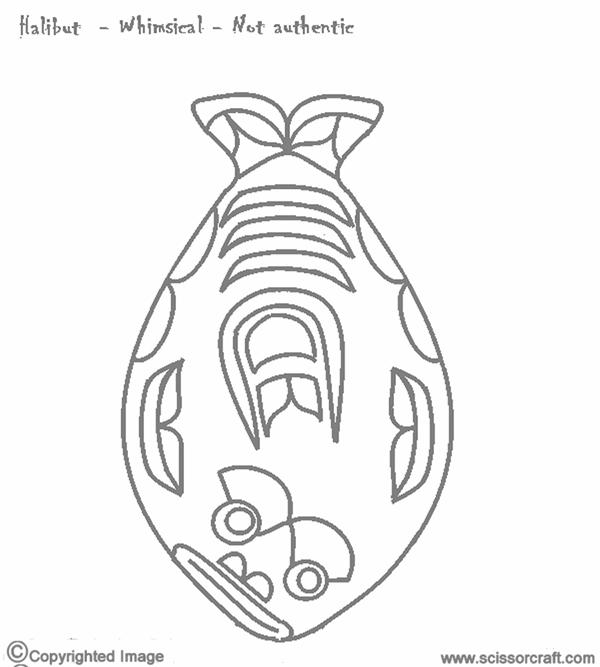 Halibut - Whimsical - Not authentic
©Copyrighted Image
www.scissorcraft.com